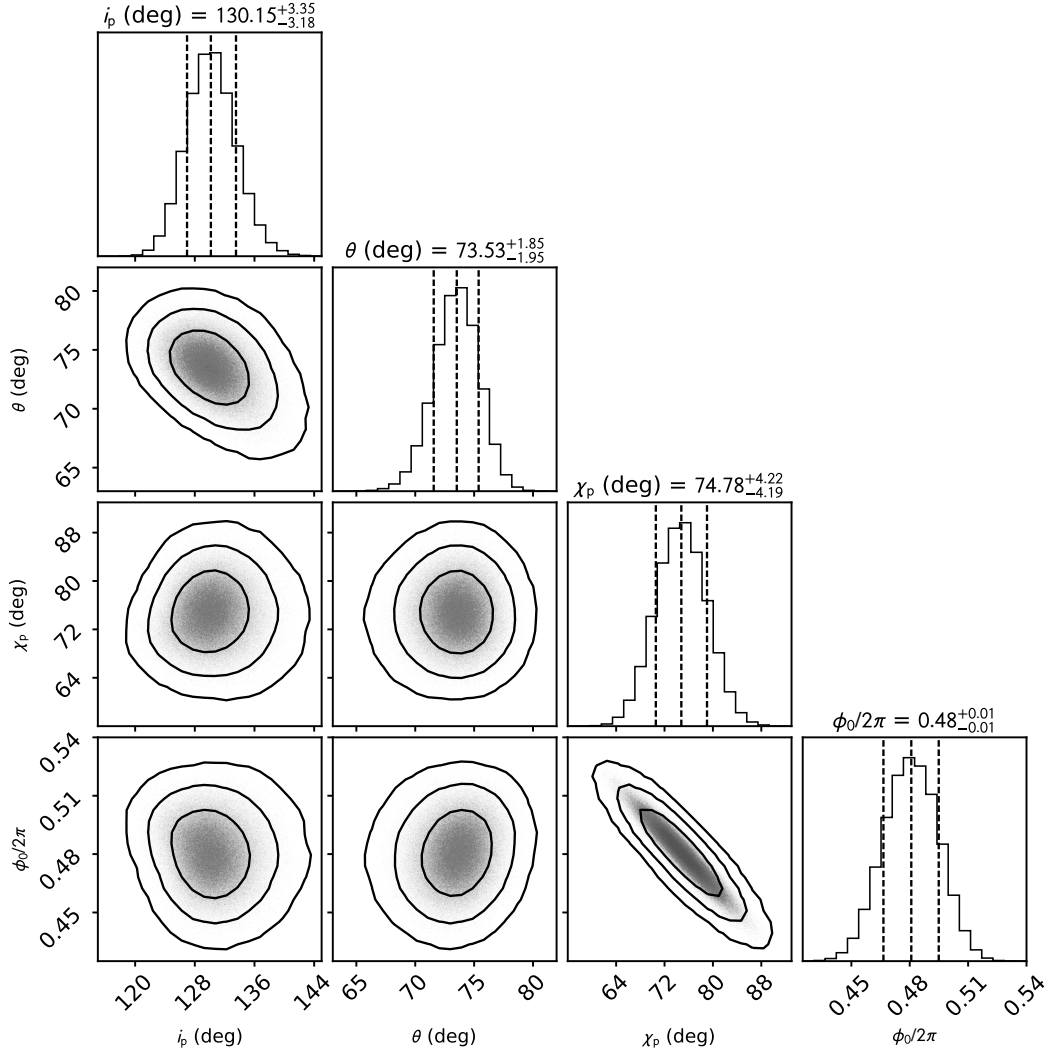 i_p (deg) = 130.15^{+3.35}_{−3.18}
θ (deg) = 73.53^{+1.85}_{−1.95}
80
75
70
65
θ (deg)
χ_p (deg) = 74.78^{+4.22}_{−4.19}
88
80
72
64
χ_p (deg)
ϕ_0/2π = 0.48^{+0.01}_{−0.01}
0.54
0.51
0.48
0.45
ϕ_0/2π
120 128 136 144
65 70 75 80
64 72 80 88
0.45 0.48 0.51 0.54
i_p (deg)
θ (deg)
χ_p (deg)
ϕ_0/2π